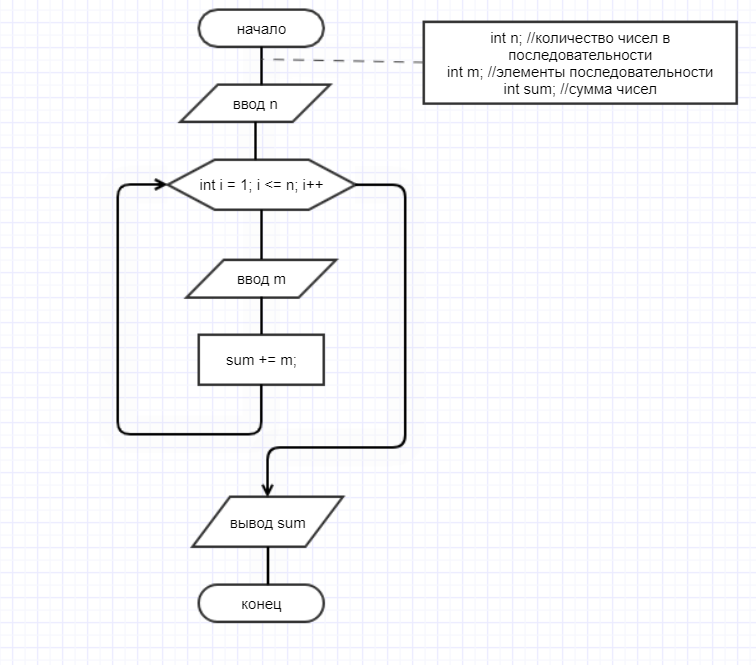 начало
int n; //количество чисел в
последовательности
int m; //элементы последовательности
int sum; //сумма чисел
ввод n
int i = 1; i <= n; i++
ввод m
sum += m;
вывод sum
конец